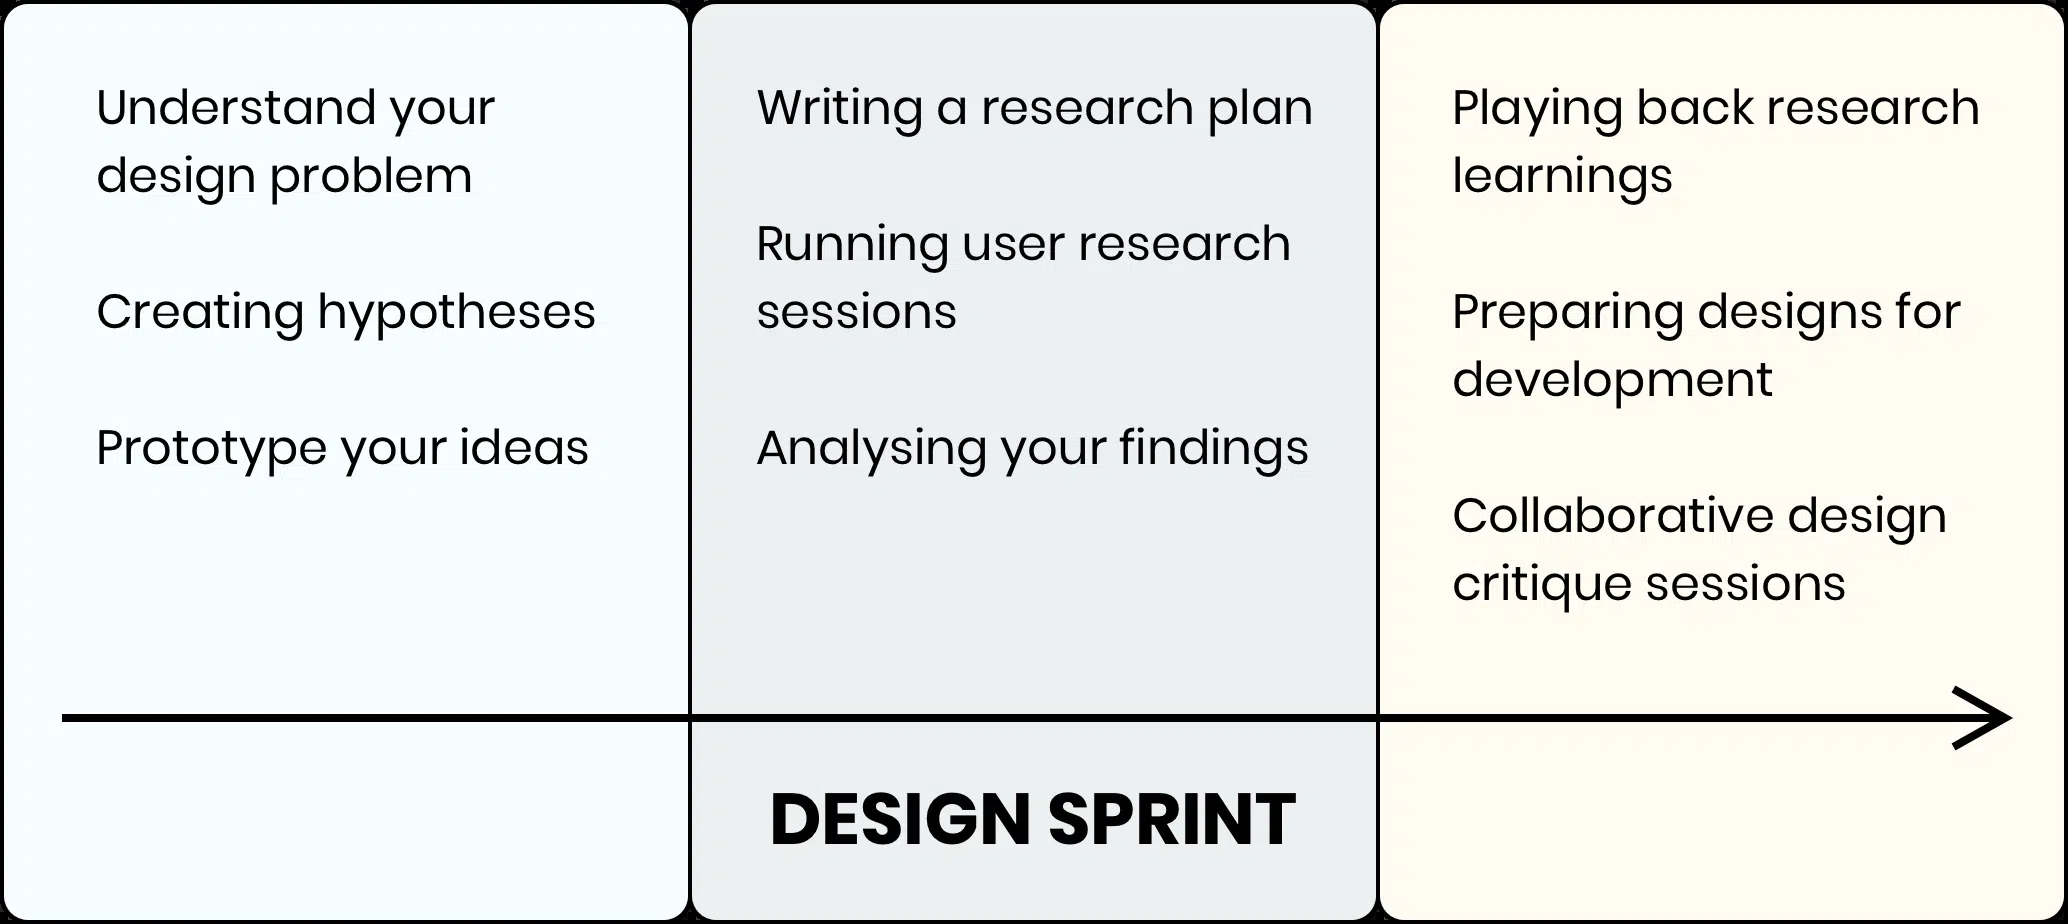 Understand your
design problem
Creating hypotheses
Prototype your ideas
Writing a research plan
Running user research
sessions
Analysing your findings
Playing back research
learnings
Preparing designs for
development
Collaborative design
critique sessions
DESIGN SPRINT